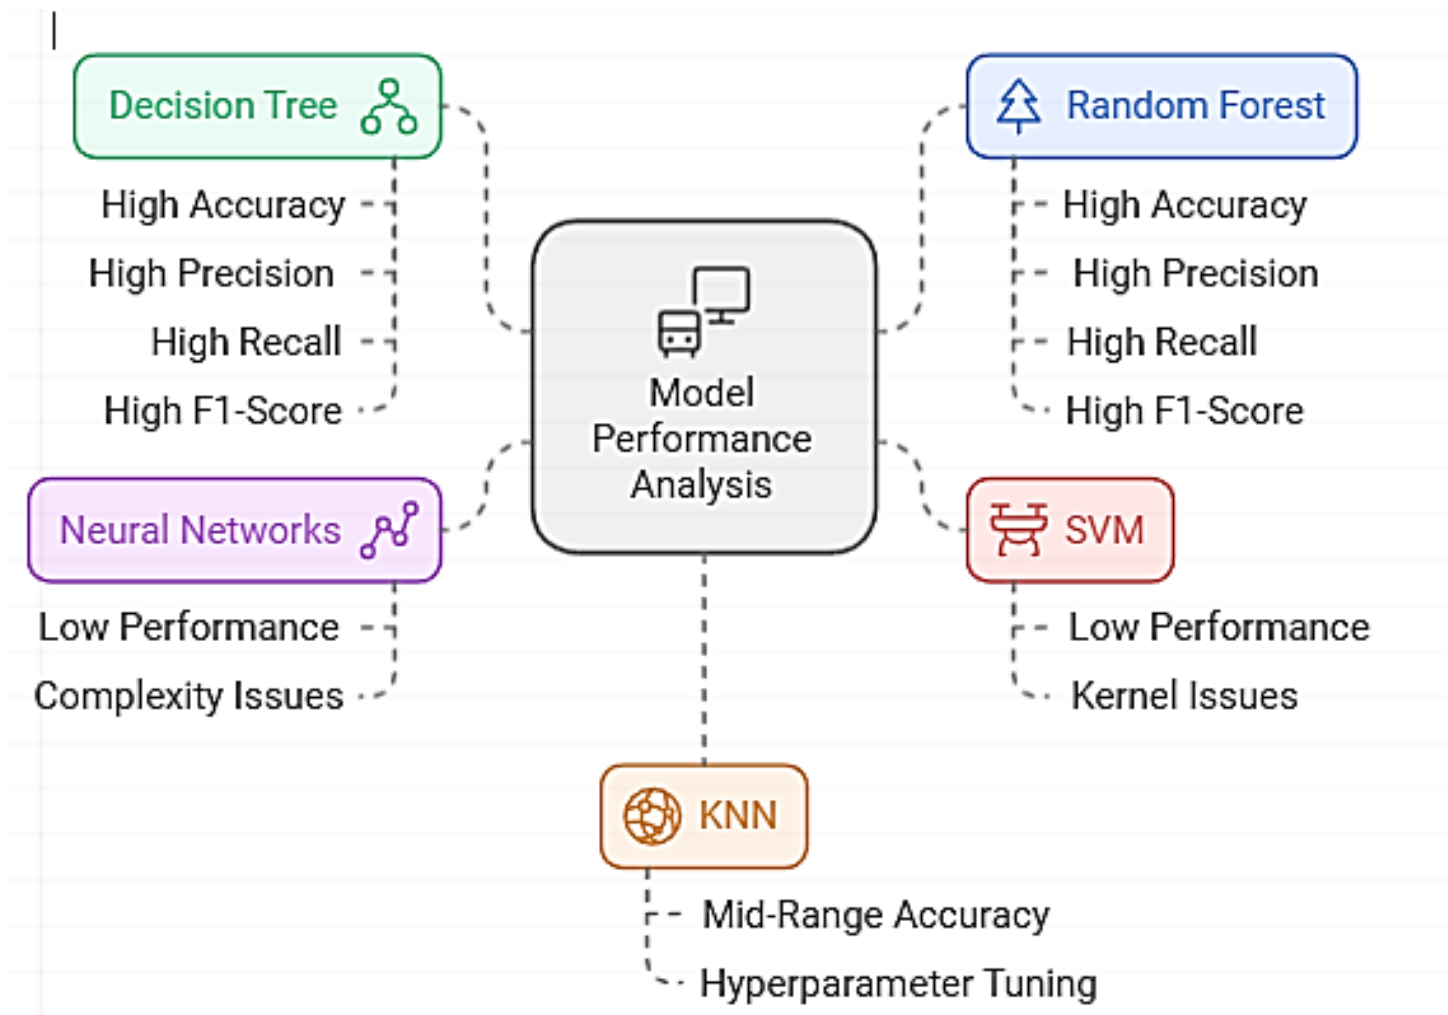 Decision Tree
High Accuracy
High Precision
High Recall
High F1-Score
Random Forest
High Accuracy
High Precision
High Recall
High F1-Score
Model
Performance
Analysis
Neural Networks
Low Performance
Complexity Issues
SVM
Low Performance
Kernel Issues
KNN
Mid-Range Accuracy
Hyperparameter Tuning